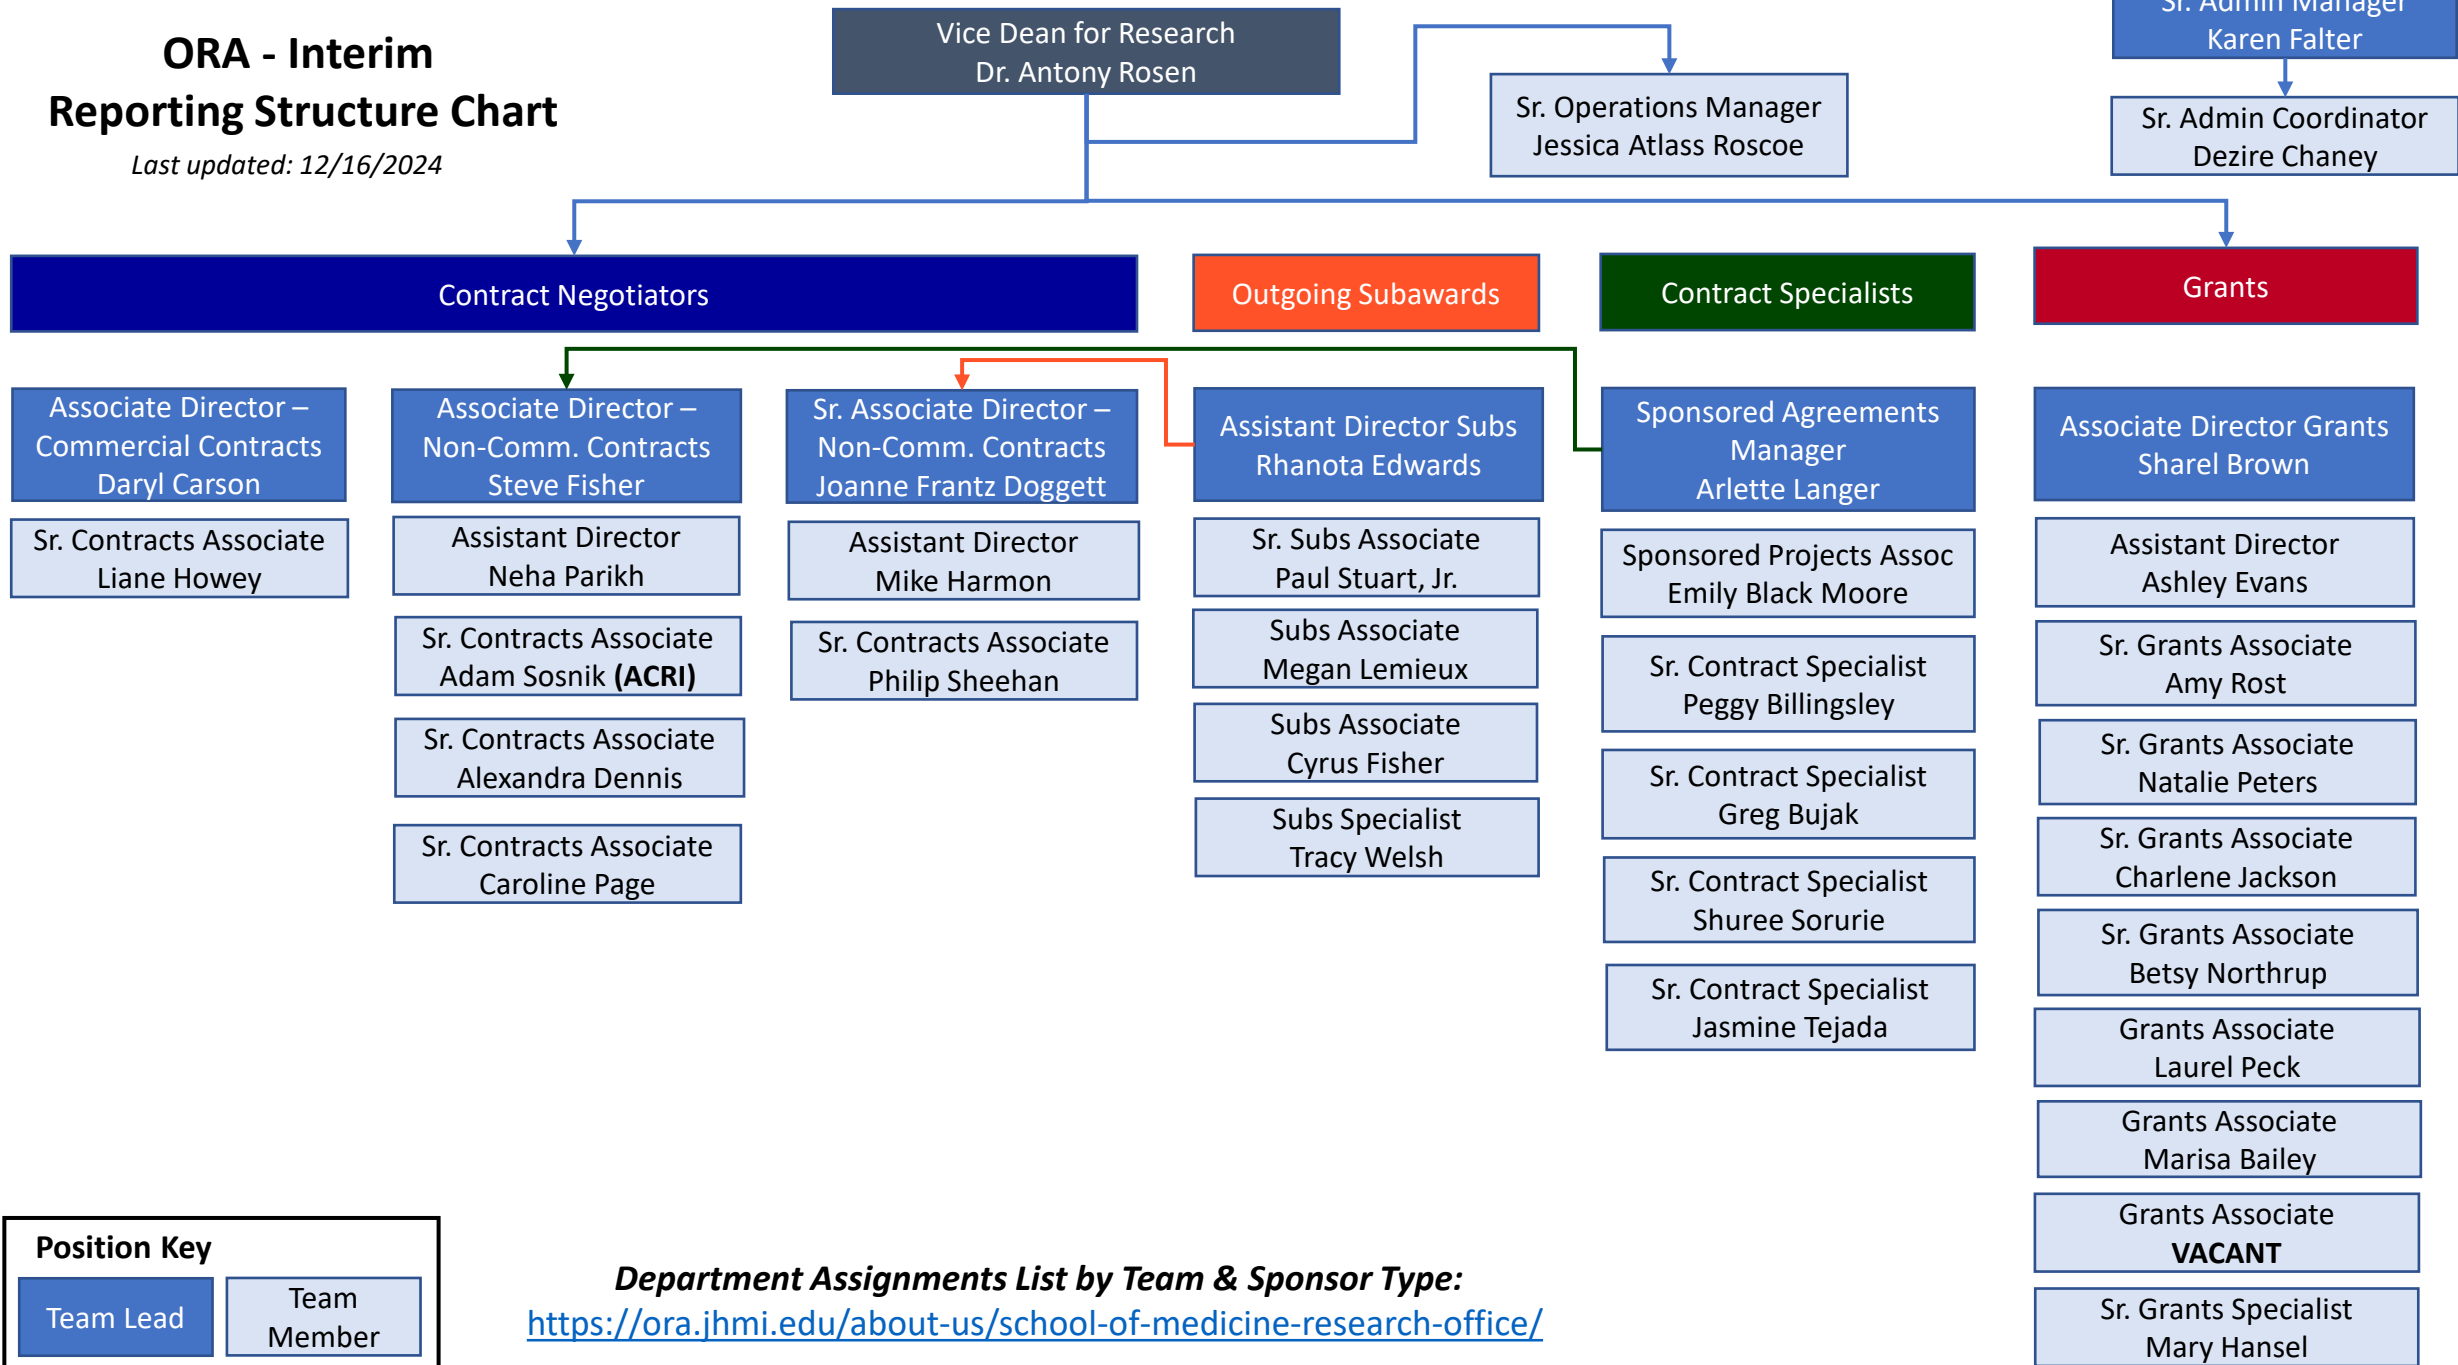 ORA - Interim
Reporting Structure Chart
Last updated: 12/16/2024
Vice Dean for Research
Dr. Antony Rosen
Sr. Operations Manager
Jessica Atlass Roscoe
Sr. Admin Manager
Karen Falter
Sr. Admin Coordinator
Dezire Chaney
Contract Negotiators
Outgoing Subawards
Contract Specialists
Grants
Associate Director –
Commercial Contracts
Daryl Carson
Sr. Contracts Associate
Liane Howey
Associate Director –
Non-Comm. Contracts
Steve Fisher
Assistant Director
Neha Parikh
Sr. Contracts Associate
Adam Sosnik (ACRI)
Sr. Contracts Associate
Alexandra Dennis
Sr. Contracts Associate
Caroline Page
Sr. Associate Director –
Non-Comm. Contracts
Joanne Frantz Doggett
Assistant Director
Mike Harmon
Sr. Contracts Associate
Philip Sheehan
Assistant Director Subs
Rhanota Edwards
Sr. Subs Associate
Paul Stuart, Jr.
Subs Associate
Megan Lemieux
Subs Associate
Cyrus Fisher
Subs Specialist
Tracy Welsh
Sponsored Agreements
Manager
Arlette Langer
Sponsored Projects Assoc
Emily Black Moore
Sr. Contract Specialist
Peggy Billingsley
Sr. Contract Specialist
Greg Bujak
Sr. Contract Specialist
Shuree Sorurie
Sr. Contract Specialist
Jasmine Tejada
Associate Director Grants
Sharel Brown
Assistant Director
Ashley Evans
Sr. Grants Associate
Amy Rost
Sr. Grants Associate
Natalie Peters
Sr. Grants Associate
Charlene Jackson
Sr. Grants Associate
Betsy Northrup
Grants Associate
Laurel Peck
Grants Associate
Marisa Bailey
Grants Associate
VACANT
Sr. Grants Specialist
Mary Hansel
Position Key
Team Lead
Team
Member
Department Assignments List by Team & Sponsor Type:
https://ora.jhmi.edu/about-us/school-of-medicine-research-office/